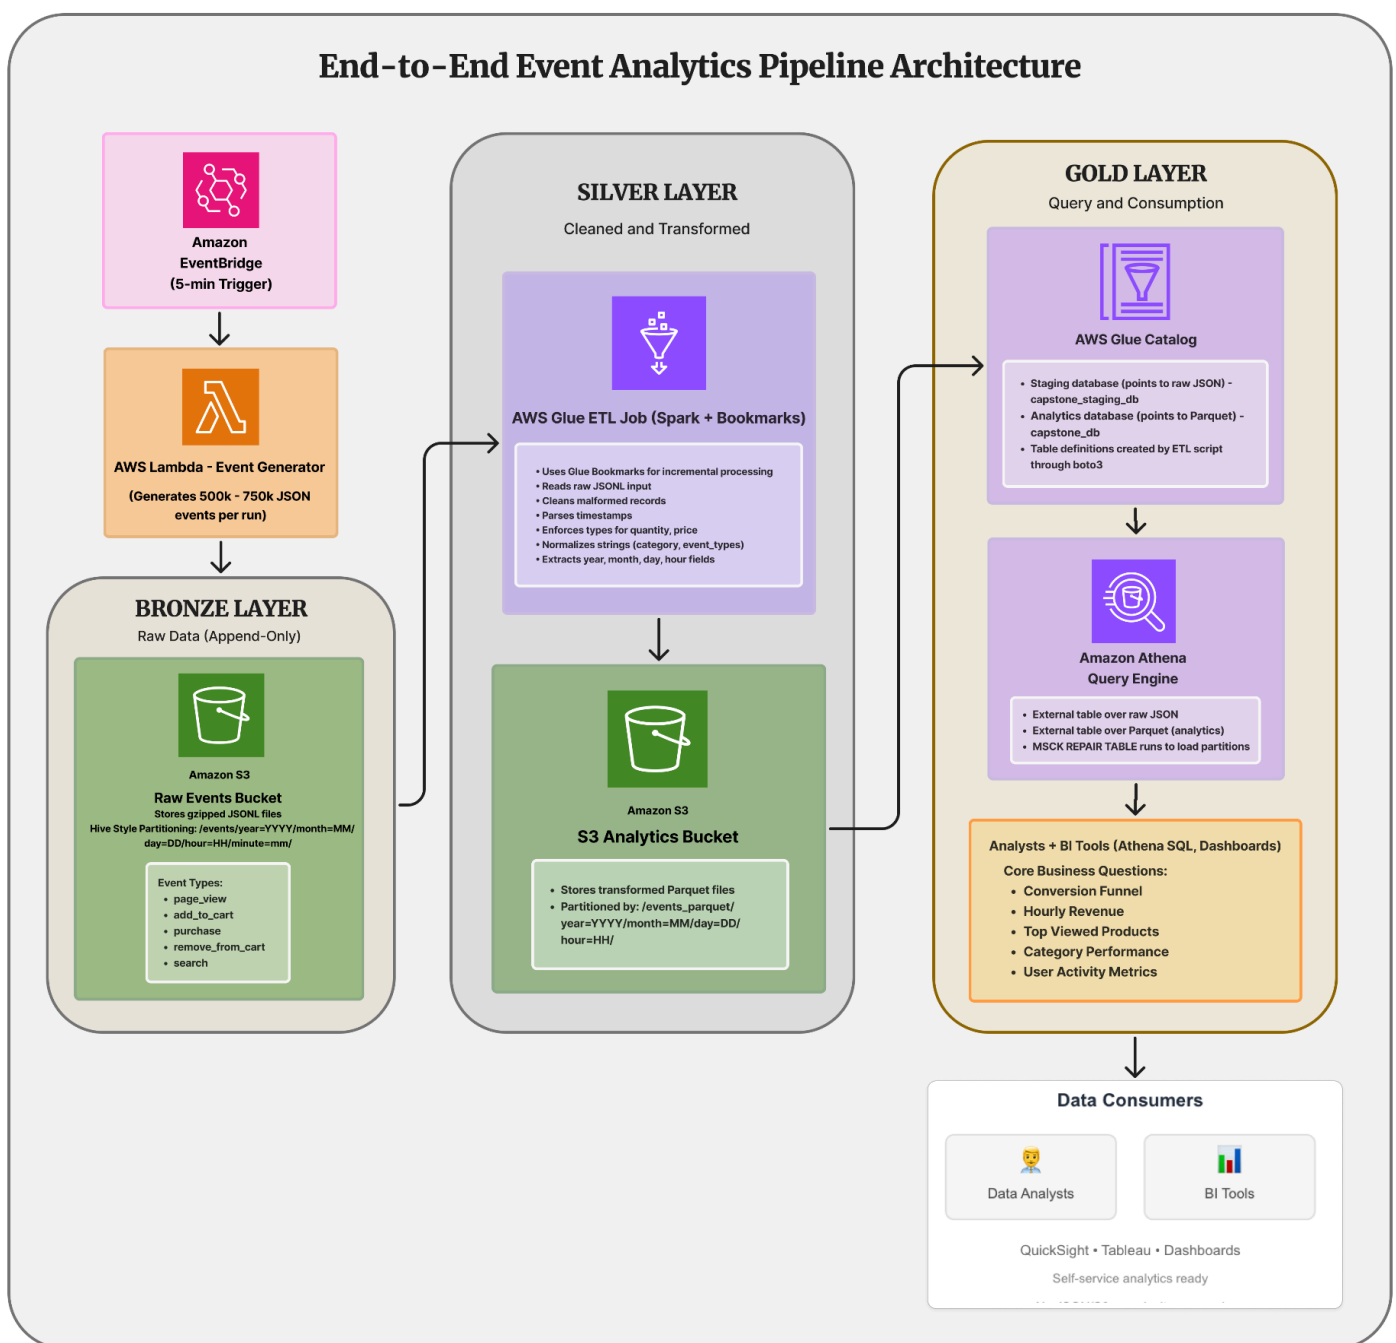 End-to-End Event Analytics Pipeline Architecture
Amazon
EventBridge
(5-min Trigger)
AWS Lambda - Event Generator
(Generates 500k - 750k JSON
events per run)
BRONZE LAYER
Raw Data (Append-Only)
Amazon S3
Raw Events Bucket
Stores gzipped JSONL files
Hive Style Partitioning: /events/year=YYYY/month=MM/
day=DD/hour=HH/minute=mm/
Event Types:
• page_view
• add_to_cart
• purchase
• remove_from_cart
• search
SILVER LAYER
Cleaned and Transformed
AWS Glue ETL Job (Spark + Bookmarks)
• Uses Glue Bookmarks for incremental processing
• Reads raw JSONL input
• Cleans malformed records
• Parses timestamps
• Enforces types for quantity, price
• Normalizes strings (category, event_types)
• Extracts year, month, day, hour fields
Amazon S3
S3 Analytics Bucket
• Stores transformed Parquet files
• Partitioned by: /events_parquet/
year=YYYY/month=MM/day=DD/
hour=HH/
GOLD LAYER
Query and Consumption
AWS Glue Catalog
• Staging database (points to raw JSON) -
capstone_staging_db
• Analytics database (points to Parquet) -
capstone_db
• Table definitions created by ETL script
through boto3
Amazon Athena
Query Engine
• External table over raw JSON
• External table over Parquet (analytics)
• MSCK REPAIR TABLE runs to load partitions
Analysts + BI Tools (Athena SQL, Dashboards)
Core Business Questions:
• Conversion Funnel
• Hourly Revenue
• Top Viewed Products
• Category Performance
• User Activity Metrics
Data Consumers
Data Analysts
BI Tools
QuickSight • Tableau • Dashboards
Self-service analytics ready